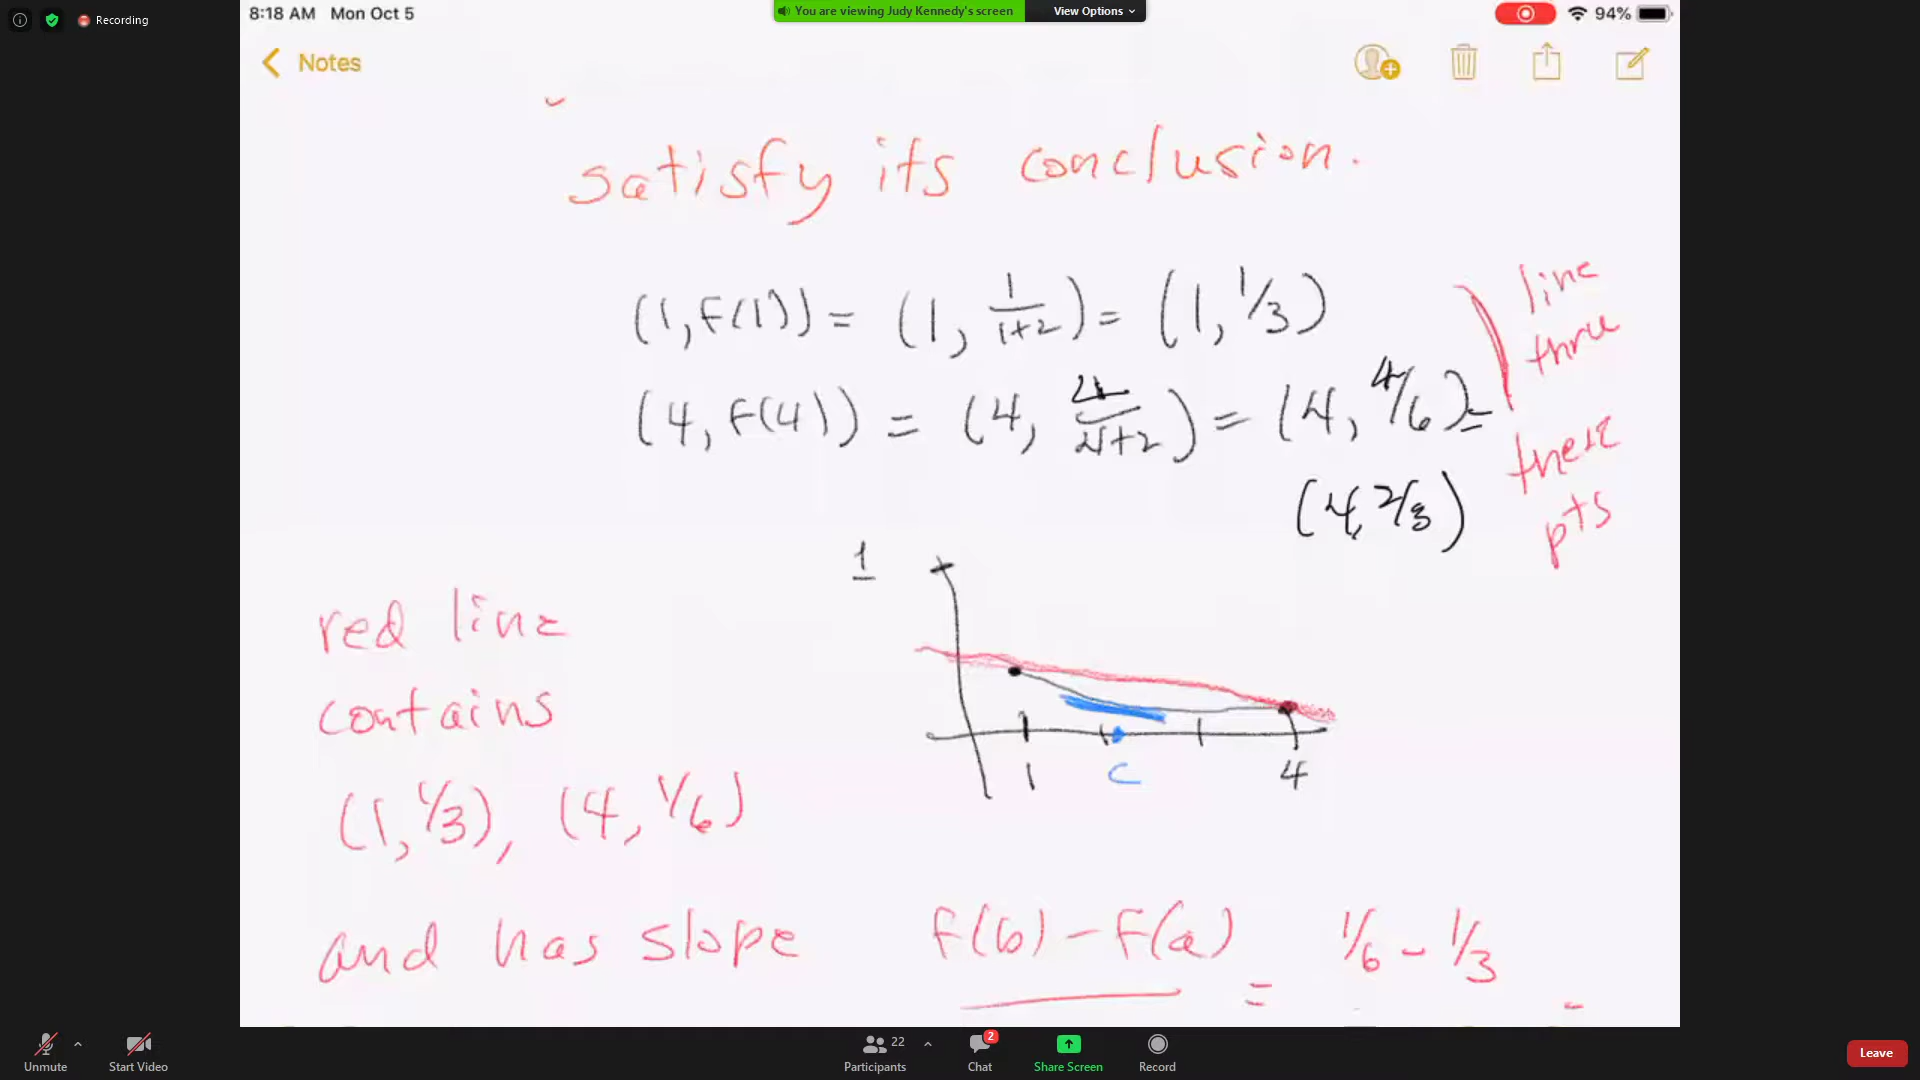 8:18 AM Mon Oct 5
Recording
You are viewing Judy Kennedy's screen
View Options
94%
Notes
satisfy its conclusion.
(1, f(1)) = (1, 1/1+2) = (1, 1/3)
(4, f(4)) = (4, 4/4+2) = (4, 4/6) =
(4, 2/3)
line
thru
these
pts
1
1
C
4
red line
contains
(1, 1/3), (4, 1/6)
and has slope f(b) - f(a) = 1/6 - 1/3
Unmute
Start Video
Participants
22
Chat
2
Share Screen
Record
Leave